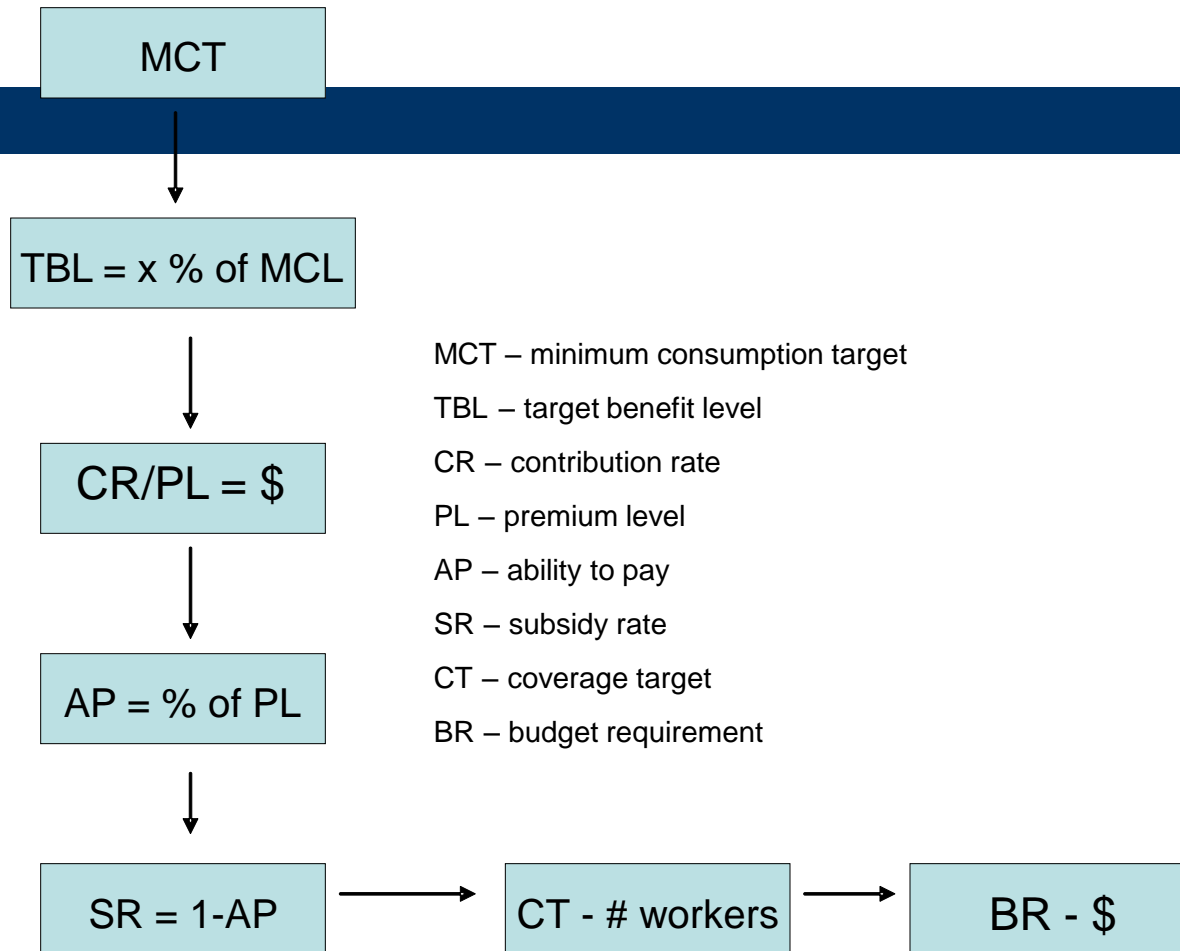 MCT
TBL = x % of MCL
CR/PL = $
AP = % of PL
SR = 1-AP
CT - # workers
BR - $
MCT – minimum consumption target
TBL – target benefit level
CR – contribution rate
PL – premium level
AP – ability to pay
SR – subsidy rate
CT – coverage target
BR – budget requirement